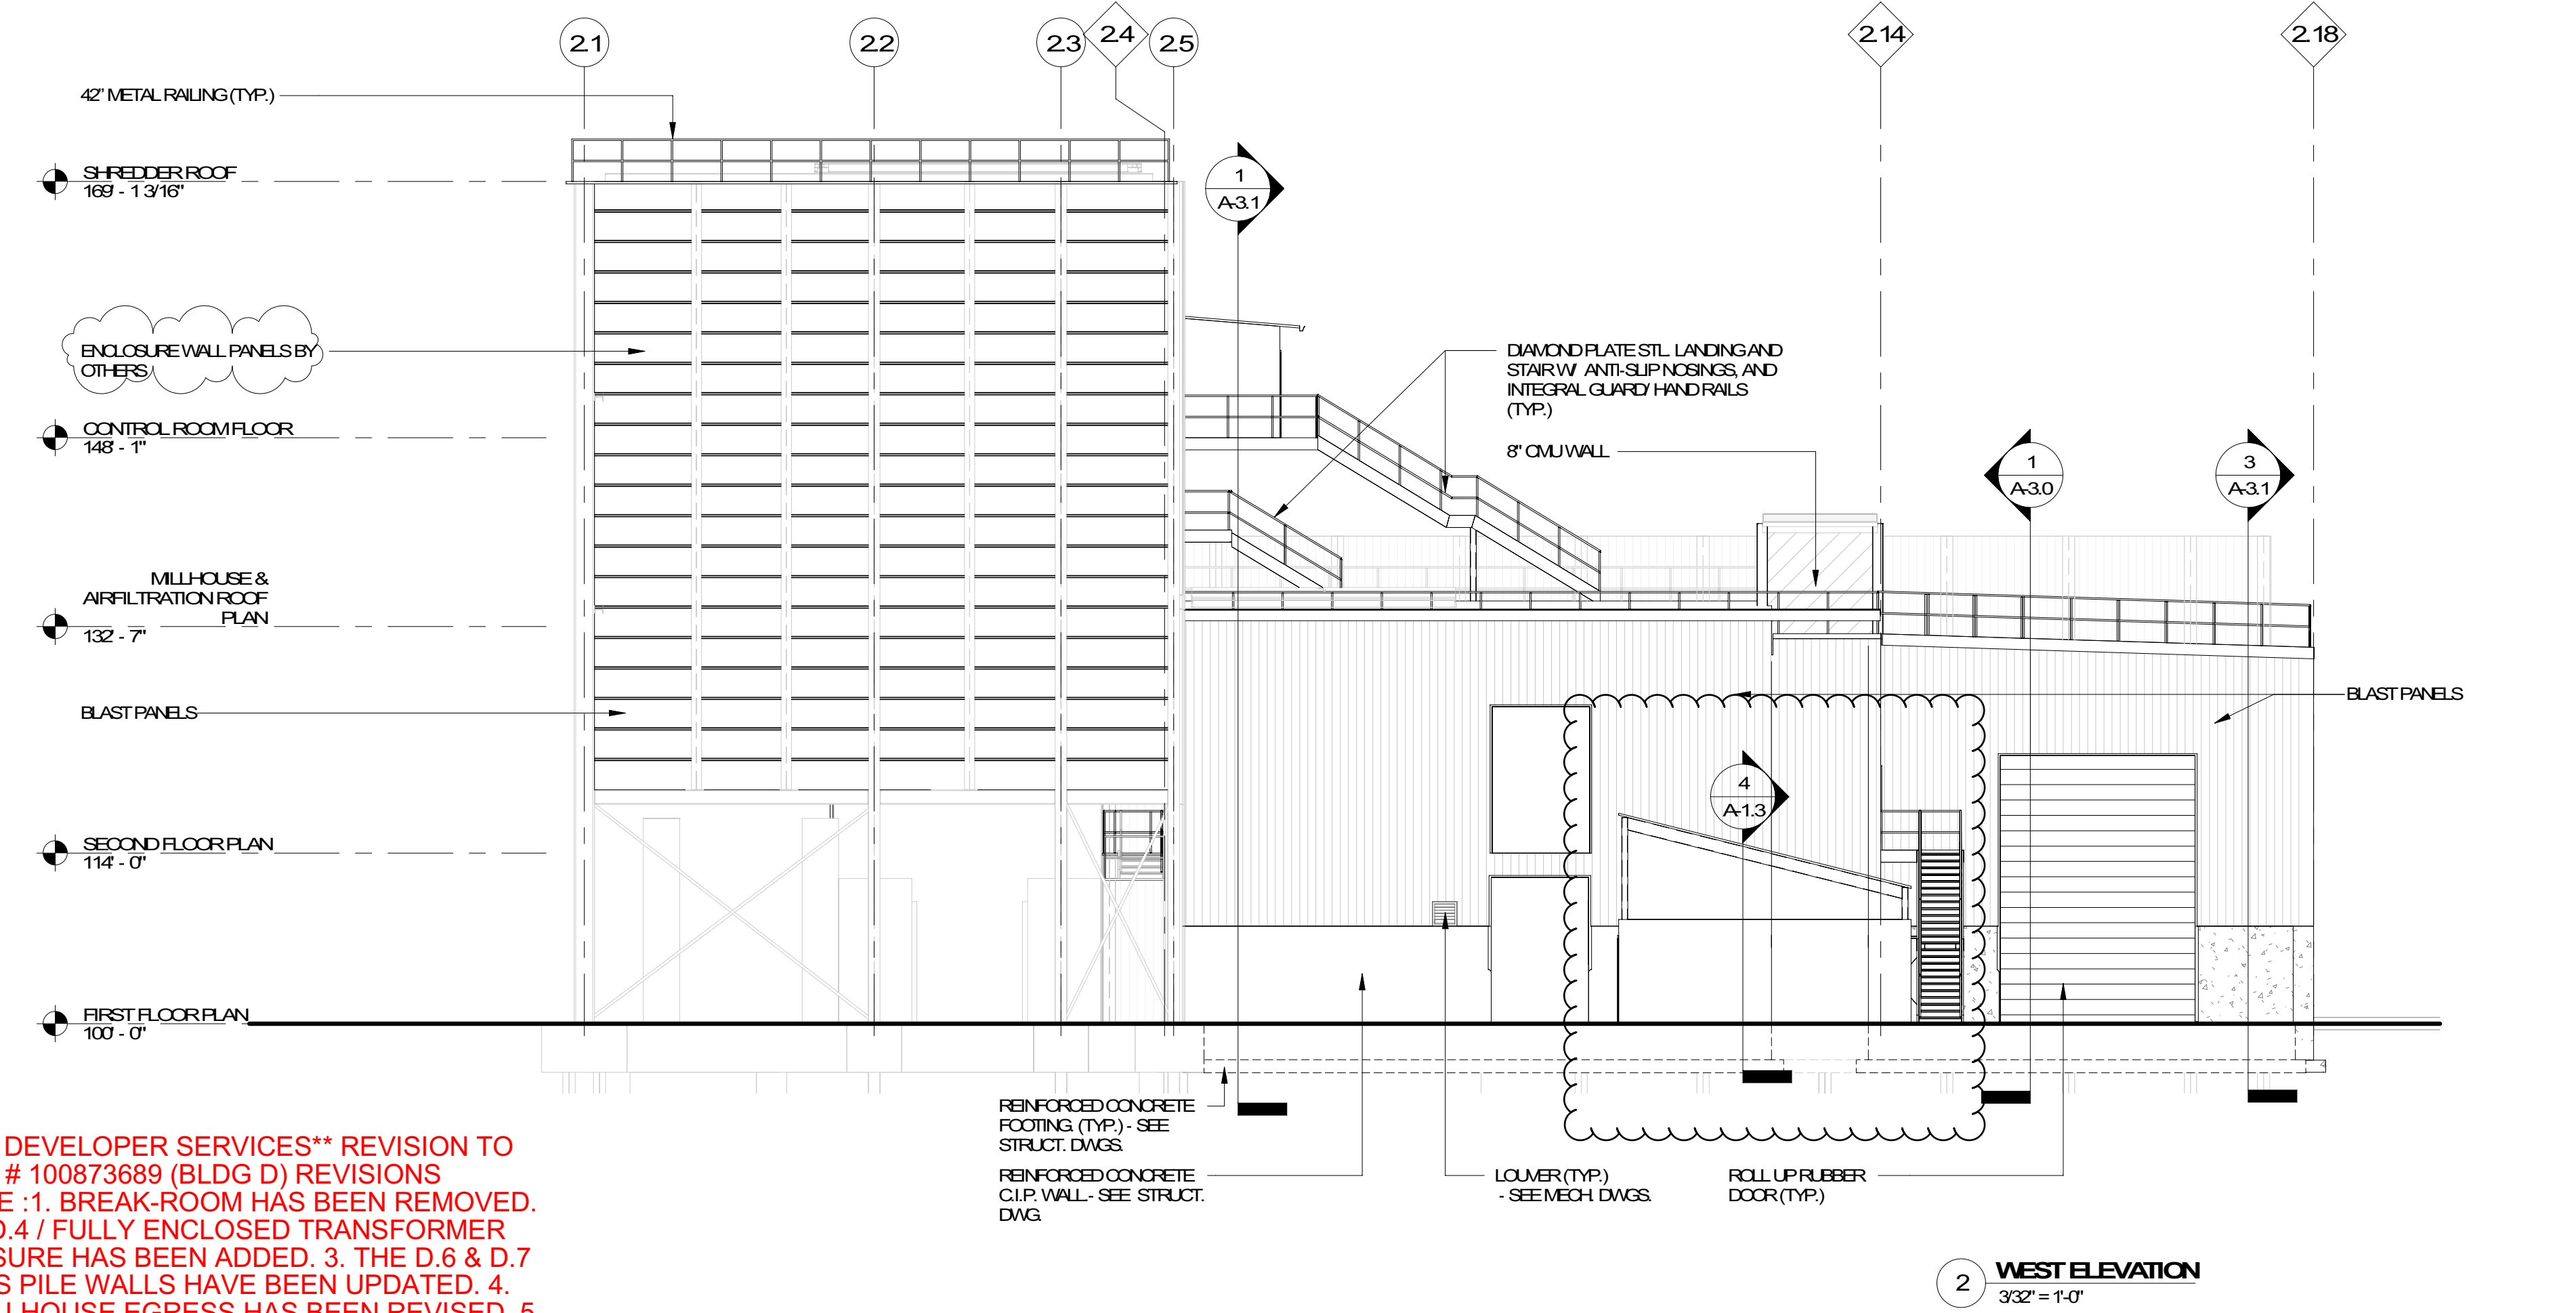 2.1
2.2
2.3
2.4
2.5
2.14
2.18
42" METAL RAILING (TYP.)
SHREDDER ROOF
169' - 1 3/16"
1
A-3.1
ENCLOSURE WALL PANELS BY
OTHERS
DIAMOND PLATE STL. LANDING AND
STAIR W/ ANTI-SLIP NOSINGS, AND
INTEGRAL GUARD/ HAND RAILS
(TYP.)
CONTROL ROOM FLOOR
148' - 1"
8" CMU WALL
1
A-3.0
3
A-3.1
MILLHOUSE &
AIRFILTRATION ROOF
PLAN
132' - 7"
BLAST PANELS
BLAST PANELS
4
A-1.3
SECOND FLOOR PLAN
114' - 0"
FIRST FLOOR PLAN
100' - 0"
REINFORCED CONCRETE
FOOTING. (TYP.) - SEE
STRUCT. DWGS.
REINFORCED CONCRETE
C.I.P. WALL - SEE STRUCT.
DWG.
LOUVER (TYP.)
- SEE MECH. DWGS.
ROLL UP RUBBER
DOOR (TYP.)
DEVELOPER SERVICES** REVISION TO
# 100873689 (BLDG D) REVISIONS
E :1. BREAK-ROOM HAS BEEN REMOVED.
D.4 / FULLY ENCLOSED TRANSFORMER
SURE HAS BEEN ADDED. 3. THE D.6 & D.7
S PILE WALLS HAVE BEEN UPDATED. 4.
LHOUSE EGRESS HAS BEEN REVISED. 5
2
WEST ELEVATION
3/32" = 1'-0"